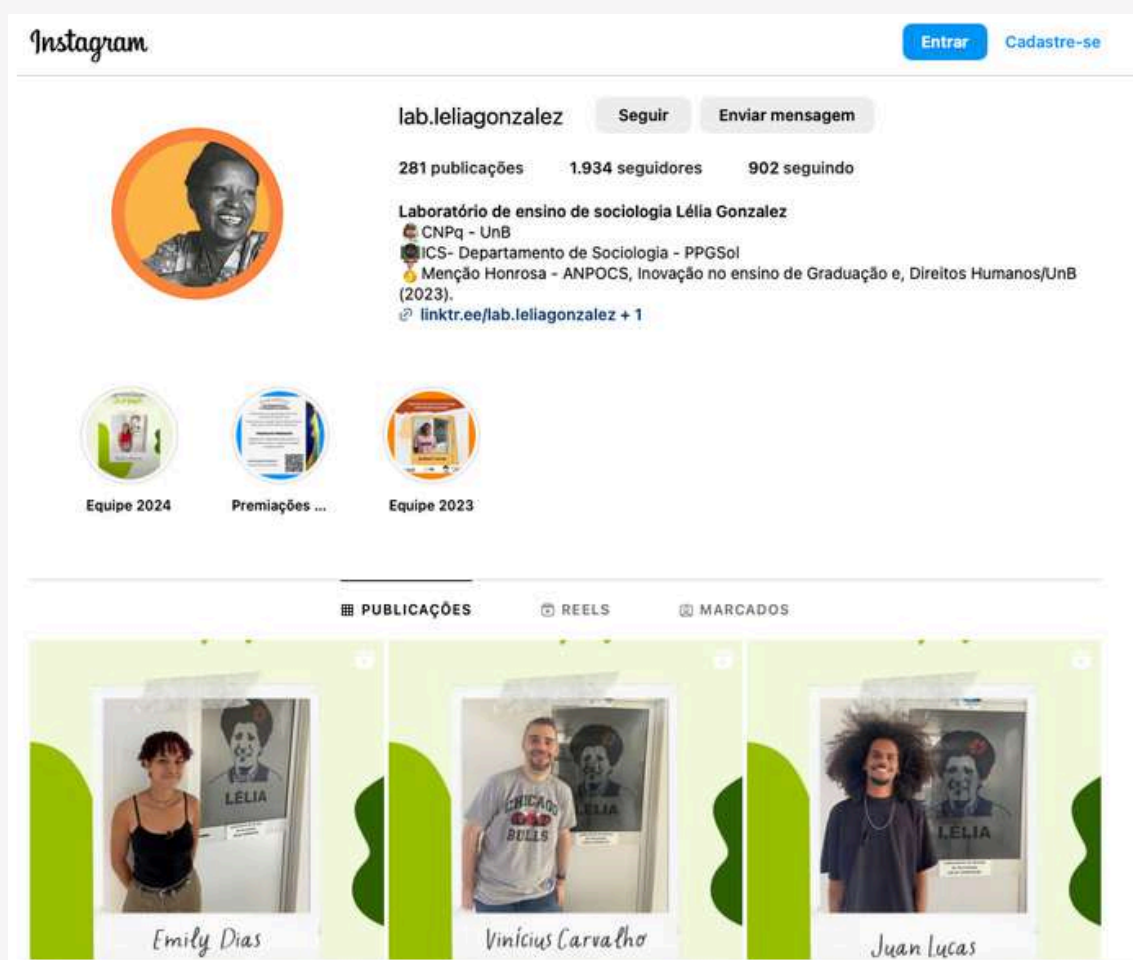 Instagram
Entrar
Cadastre-se
lab.leliagonzalez
Seguir
Enviar mensagem
281 publicações
1.934 seguidores
902 seguindo
Laboratório de ensino de sociologia Lélia Gonzalez
CNPq - UnB
ICS- Departamento de Sociologia - PPGSol
Menção Honrosa - ANPOCS, Inovação no ensino de Graduação e, Direitos Humanos/UnB
(2023).
linktr.ee/lab.leliagonzalez + 1
Equipe 2024
Premiações ...
Equipe 2023
PUBLICAÇÕES
REELS
MARCADOS
LÉLIA
Emily Dias
CHICAGO
BULLS
LÉLIA
Vinícius Carvalho
LÉLIA
Juan Lucas